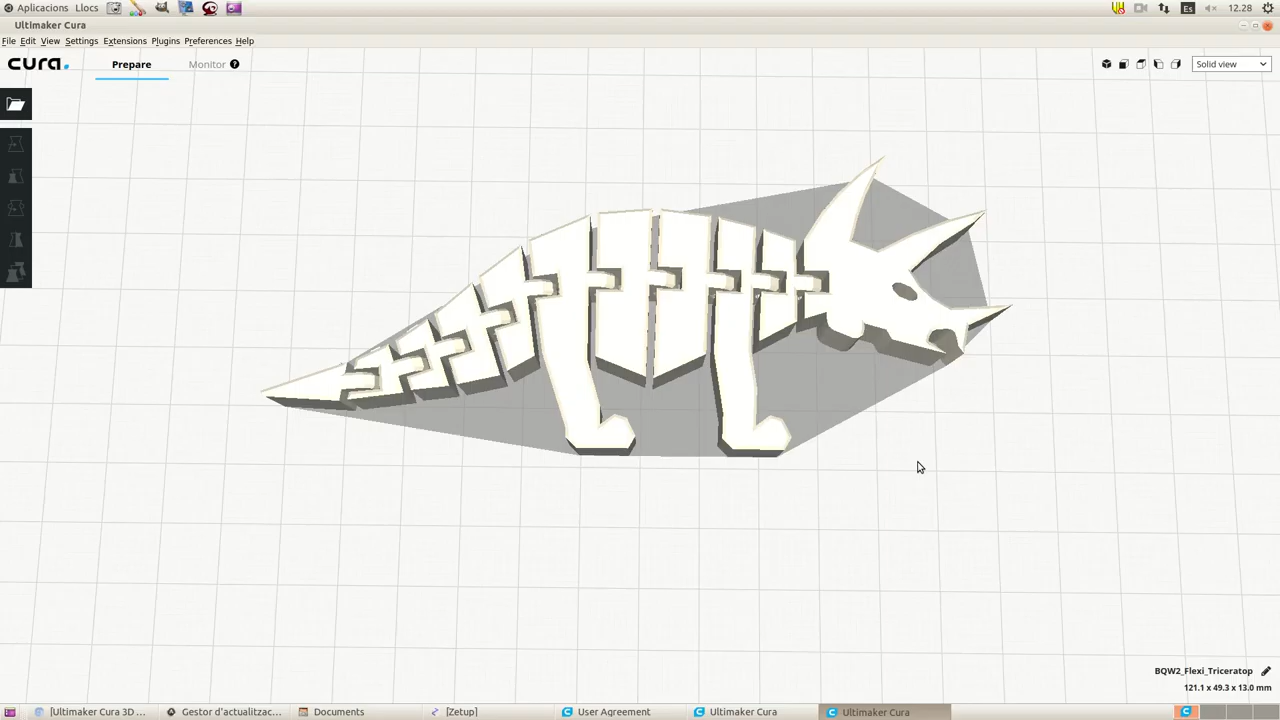 Aplicacions Llocs Es 12.28
Ultimaker Cura
File Edit View Settings Extensions Plugins Preferences Help
cura. Prepare Monitor ? Solid view
BQW2_Flexi_Triceratop
121.1 x 49.3 x 13.0 mm
[Ultimaker Cura 3D ... Gestor d'actualitzac... Documents [Zetup] User Agreement Ultimaker Cura Ultimaker Cura